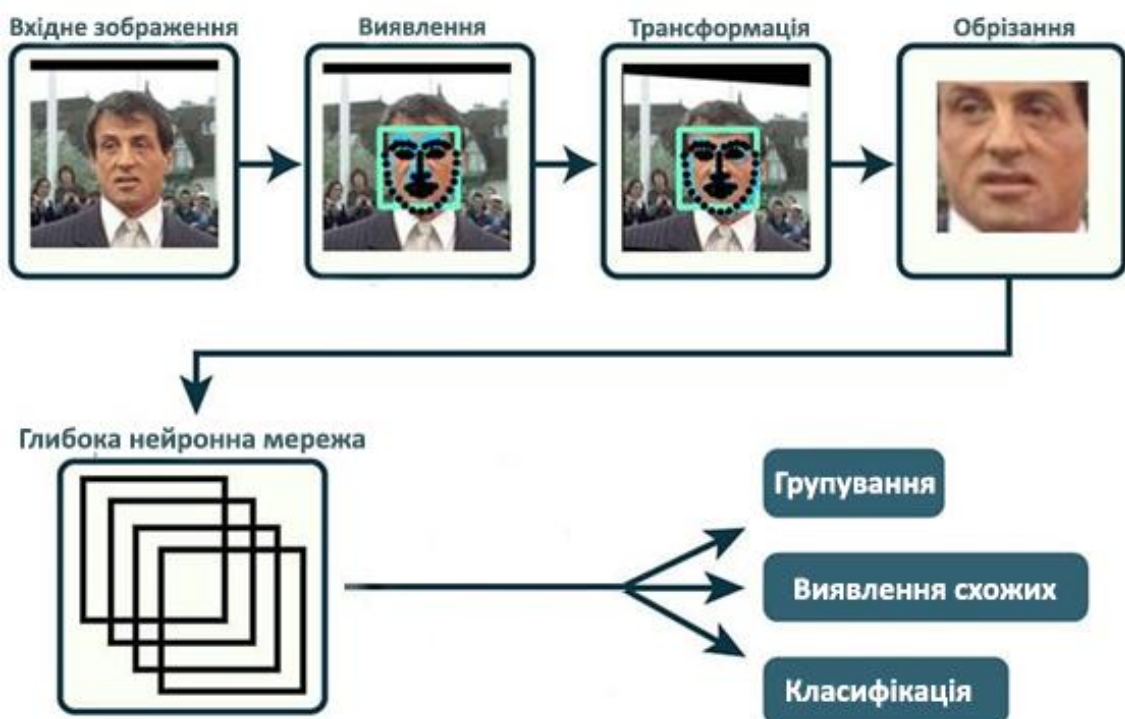 Вхідне зображення
Виявлення
Трансформація
Обрізання
Глибока нейронна мережа
Групування
Виявлення схожих
Класифікація